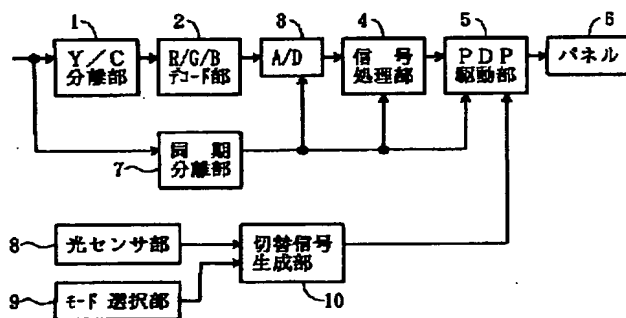 1
2
3
4
5
6
Y/C
分離部
R/G/B
デコード部
A/D
信号
処理部
PDP
駆動部
パネル
同期
分離部
7
8
光センサ部
切替信号
生成部
9
モード選択部
10